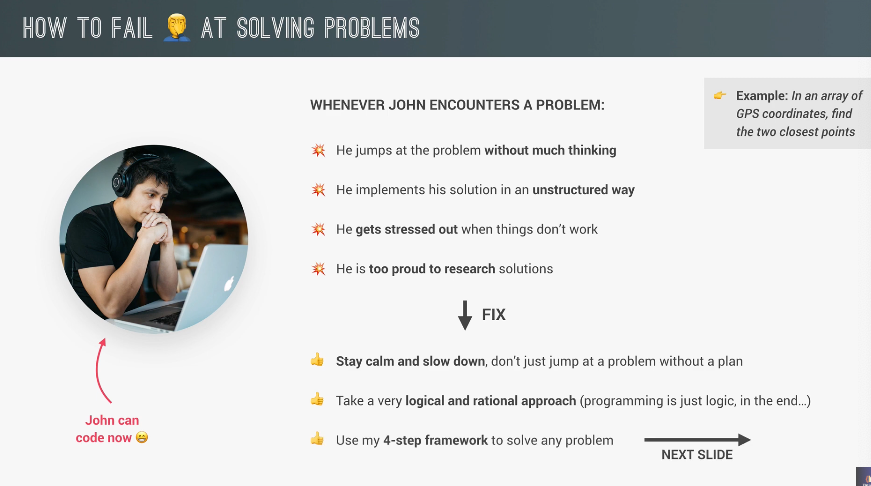 HOW TO FAIL 🤦‍♂️ AT SOLVING PROBLEMS
👉 Example: In an array of
GPS coordinates, find
the two closest points
WHENEVER JOHN ENCOUNTERS A PROBLEM:
💥 He jumps at the problem without much thinking
💥 He implements his solution in an unstructured way
💥 He gets stressed out when things don’t work
💥 He is too proud to research solutions
FIX
👍 Stay calm and slow down, don’t just jump at a problem without a plan
👍 Take a very logical and rational approach (programming is just logic, in the end…)
👍 Use my 4-step framework to solve any problem
NEXT SLIDE
John can
code now 😁